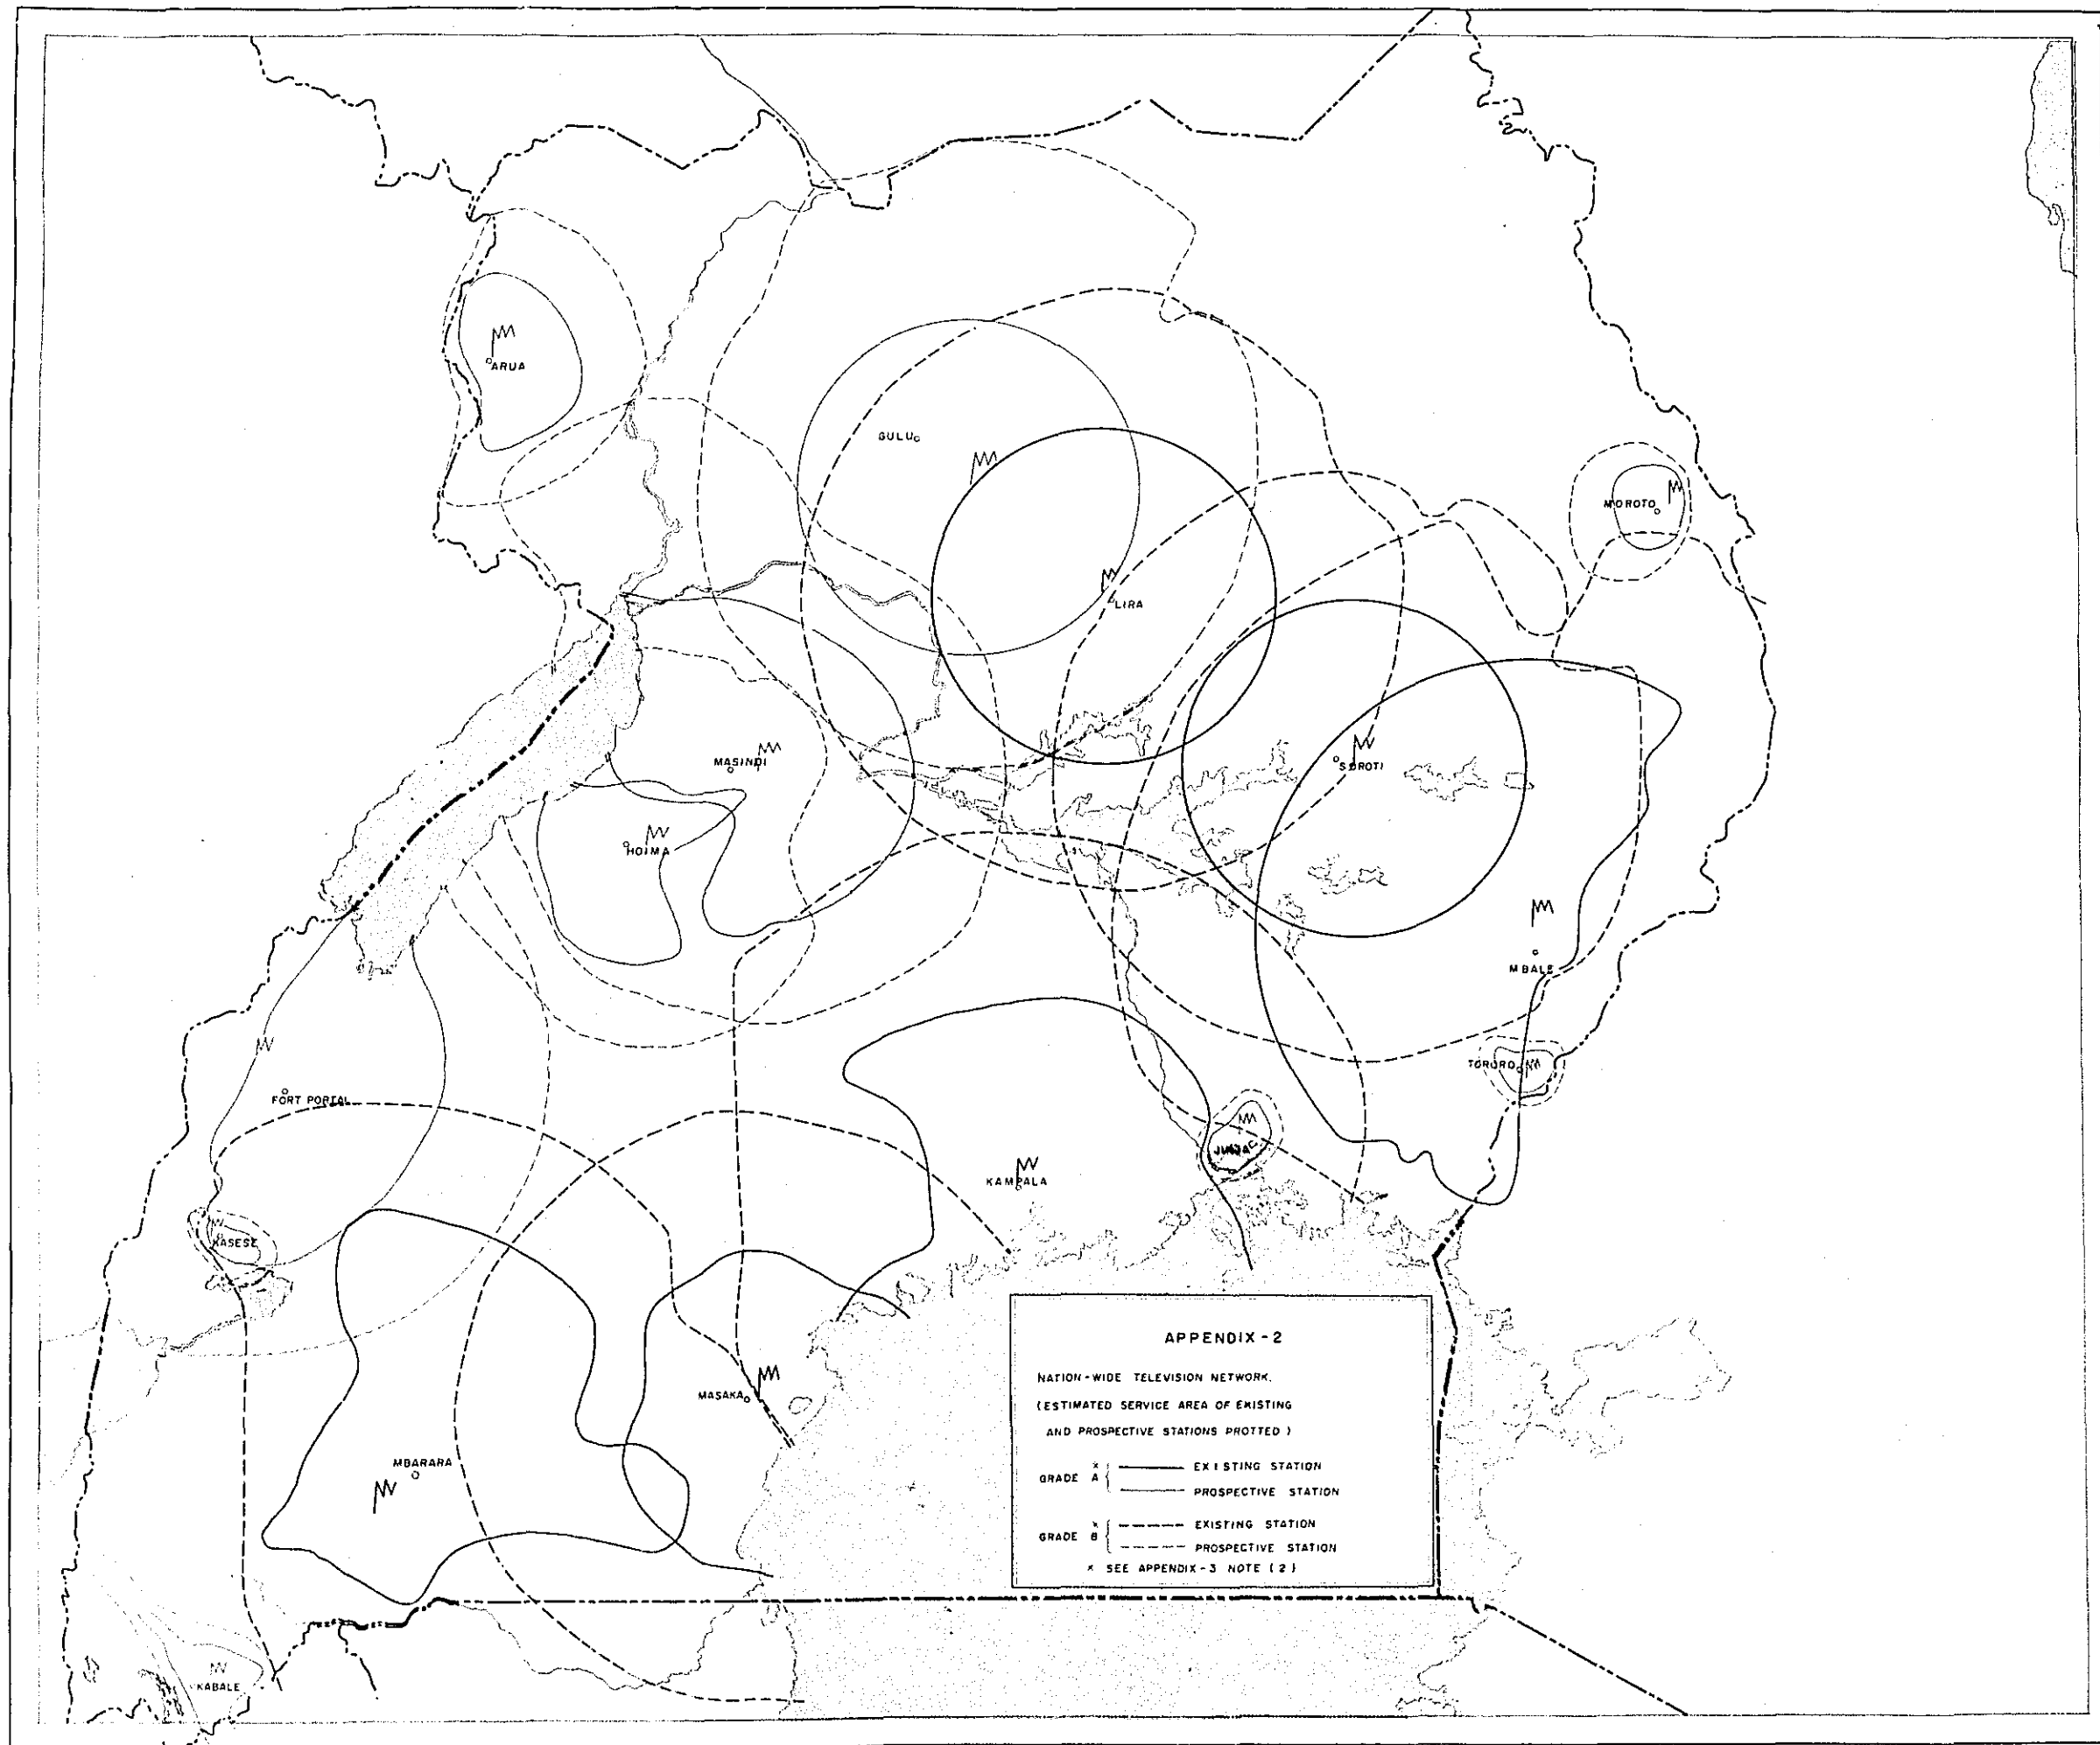 ARUA
GULU
MOROTO
LIRA
MASINDI
SOROTI
HOIMA
MBALE
TORORO
FORT PORTAL
JINJA
KAMPALA
KASESE
MASAKA
MBARARA
KABALE
APPENDIX-2
NATION-WIDE TELEVISION NETWORK.
(ESTIMATED SERVICE AREA OF EXISTING
AND PROSPECTIVE STATIONS PROTTED)
GRADE A × EXISTING STATION
PROSPECTIVE STATION
GRADE B × EXISTING STATION
PROSPECTIVE STATION
× SEE APPENDIX-3 NOTE (2)